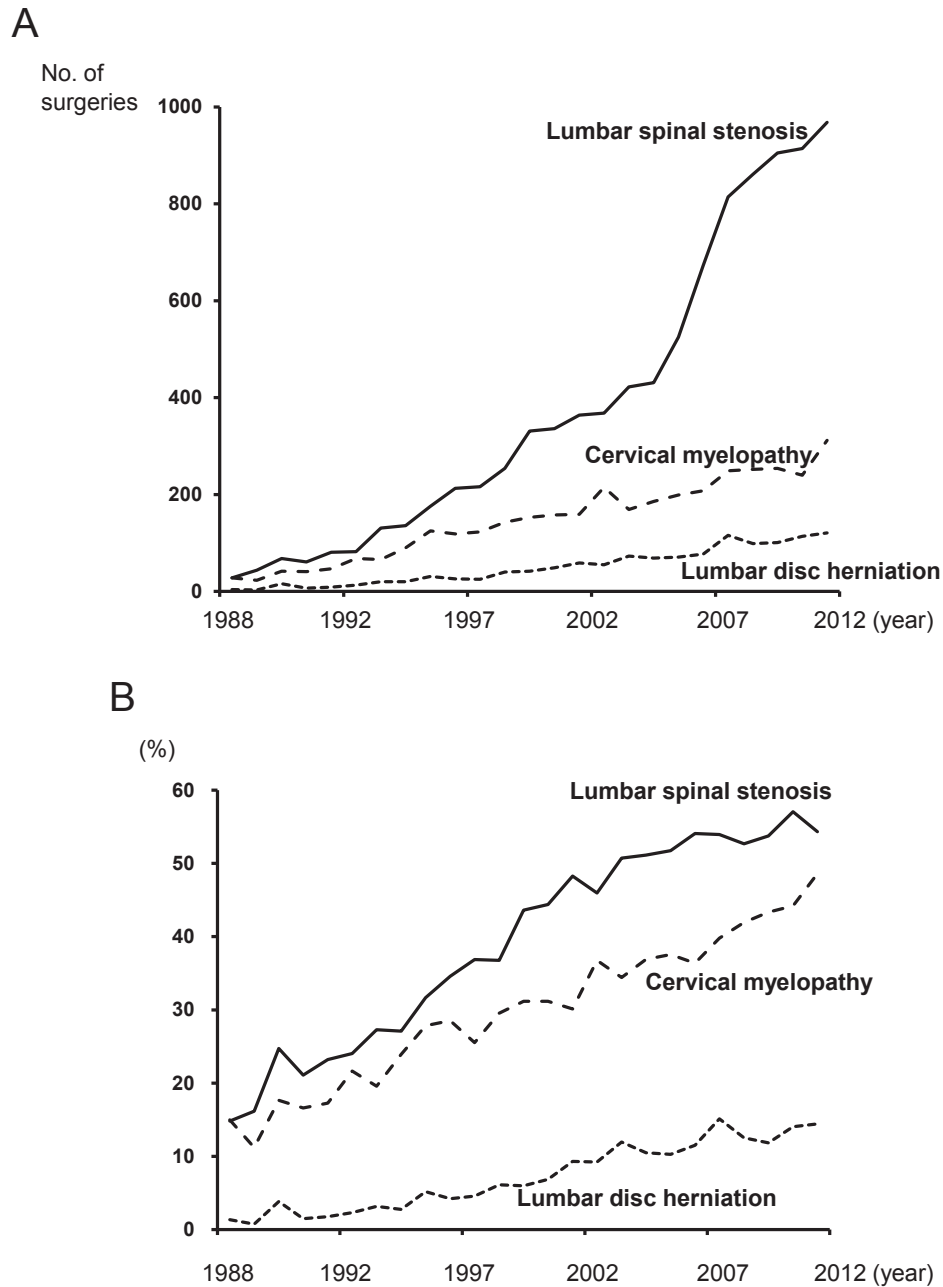 A
No. of
surgeries
1000
Lumbar spinal stenosis
800
600
400
Cervical myelopathy
200
Lumbar disc herniation
0
1988 1992 1997 2002 2007 2012 (year)
B
(%)
60
Lumbar spinal stenosis
50
40
Cervical myelopathy
30
20
10
Lumbar disc herniation
0
1988 1992 1997 2002 2007 2012 (year)